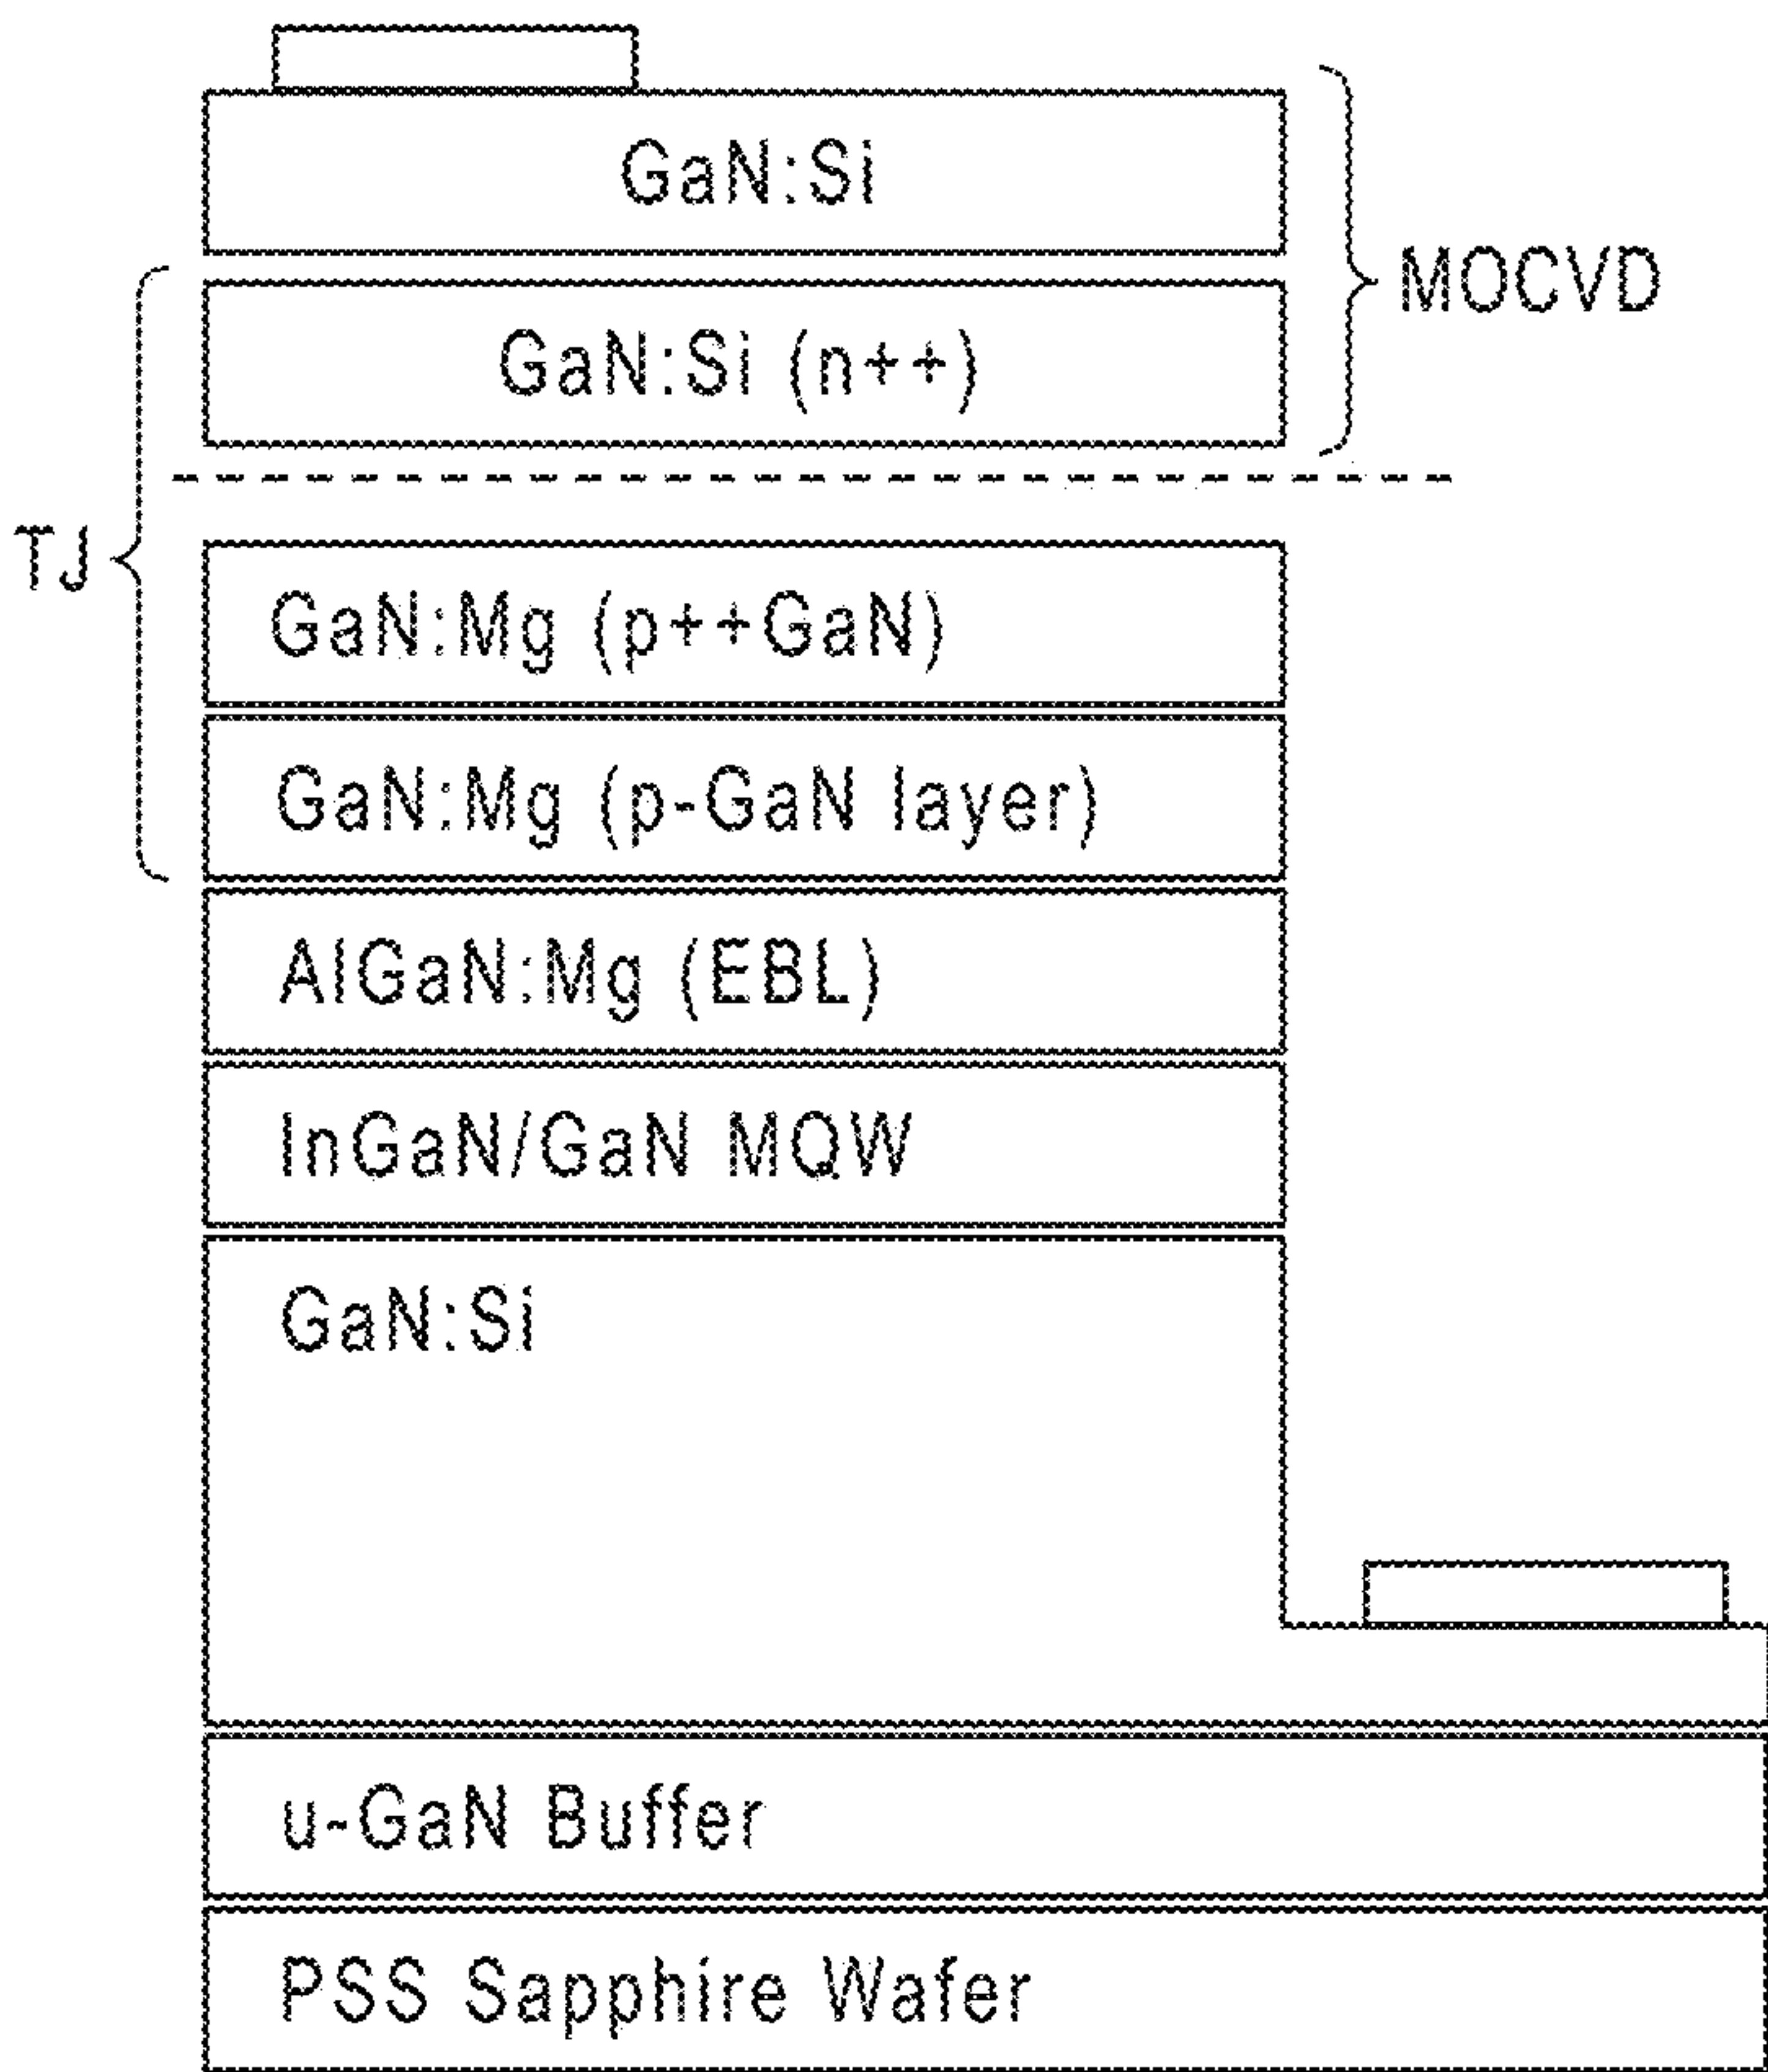 GaN:Si
MOCVD
GaN:Si (n++)
TJ
GaN:Mg (p++GaN)
GaN:Mg (p-GaN layer)
AlGaN:Mg (EBL)
InGaN/GaN MQW
GaN:Si
u-GaN Buffer
PSS Sapphire Wafer